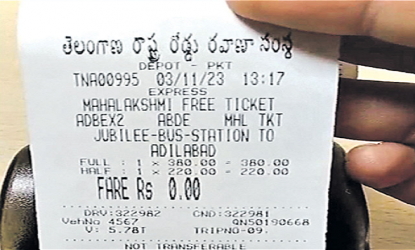 తెలంగాణ రాష్ట్ర రోడ్డు రవాణా సంస్థ
DEPOT - PKT
TNA00995 03/11/23 13:17
EXPRESS
MAHALAKSHMI FREE TICKET
ADBEX2 ABDE MHL TKT
JUBILEE-BUS-STATION TO
ADILABAD
FULL : 1 x 380.00 = 380.00
HALF : 1 x 220.00 = 220.00
FARE Rs 0.00
DRV:322982 CND:322981
VehNo 4567 QN50190668
V: 5.78T TRIPNO-09.
NOT TRANSFERABLE